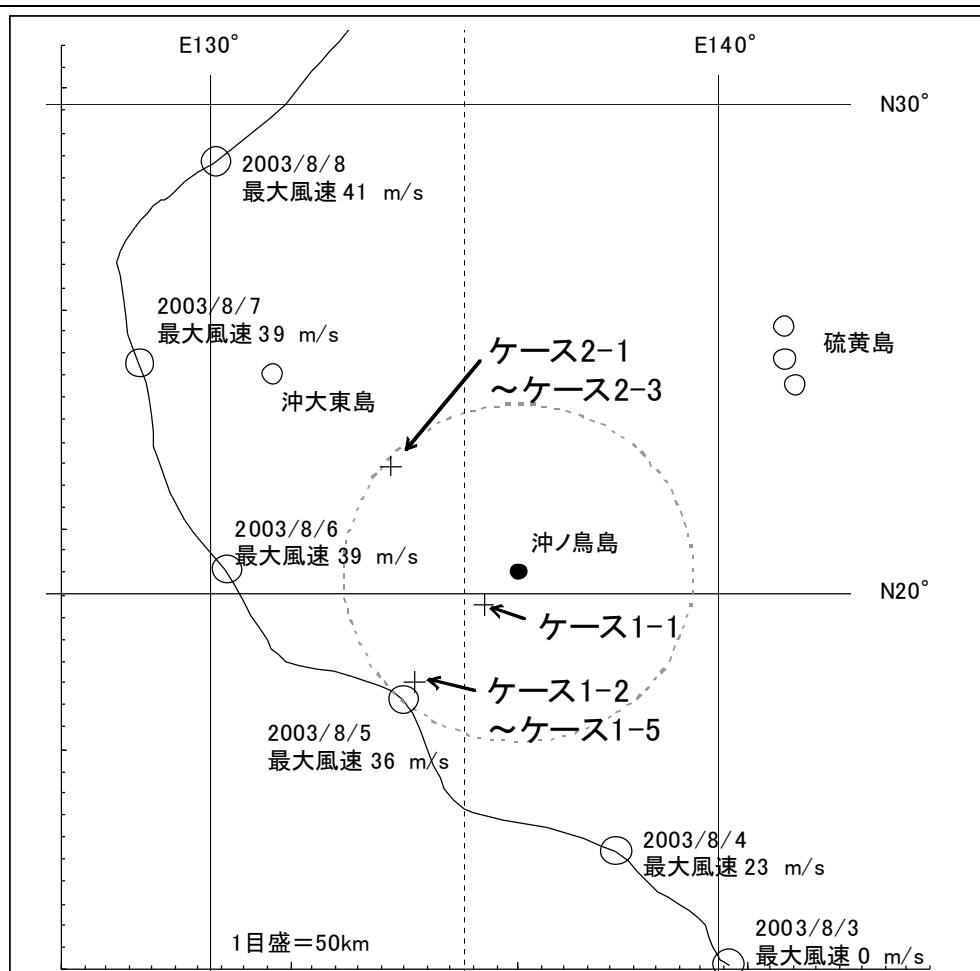 E130°
E140°
N30°
2003/8/8
最大風速 41 m/s
2003/8/7
最大風速 39 m/s
ケース2-1
～ケース2-3
硫黄島
沖大東島
2003/8/6
最大風速 39 m/s
沖ノ鳥島
N20°
ケース1-1
ケース1-2
～ケース1-5
2003/8/5
最大風速 36 m/s
2003/8/4
最大風速 23 m/s
2003/8/3
最大風速 0 m/s
1目盛＝50km